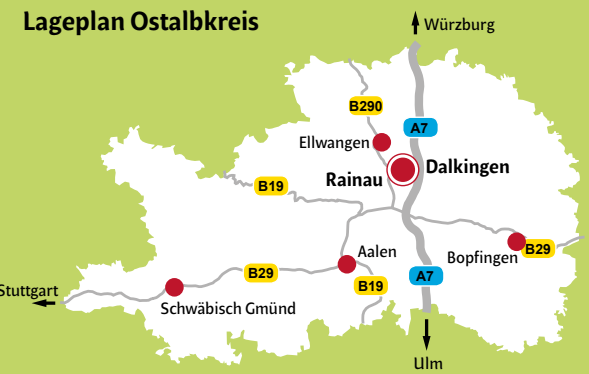 Lageplan Ostalbkreis
Würzburg
B290
A7
Ellwangen
Rainau
Dalkingen
B19
Aalen
Bopfingen
B29
B29
A7
B19
Stuttgart
Schwäbisch Gmünd
Ulm